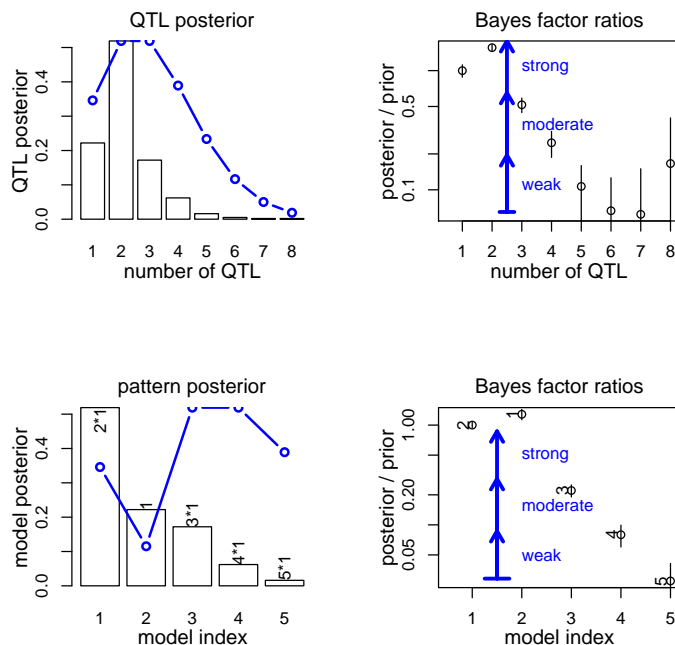 QTL posterior
QTL posterior
0.0 0.2 0.4
1 2 3 4 5 6 7 8
number of QTL
Bayes factor ratios
posterior / prior
0.1 0.5
strong
moderate
weak
1 2 3 4 5 6 7 8
number of QTL
pattern posterior
model posterior
0.0 0.2 0.4
2*1
1
3*1
4*1
5*1
1 2 3 4 5
model index
Bayes factor ratios
posterior / prior
0.05 0.20 1.00
2
1
3
4
5
strong
moderate
weak
1 2 3 4 5
model index